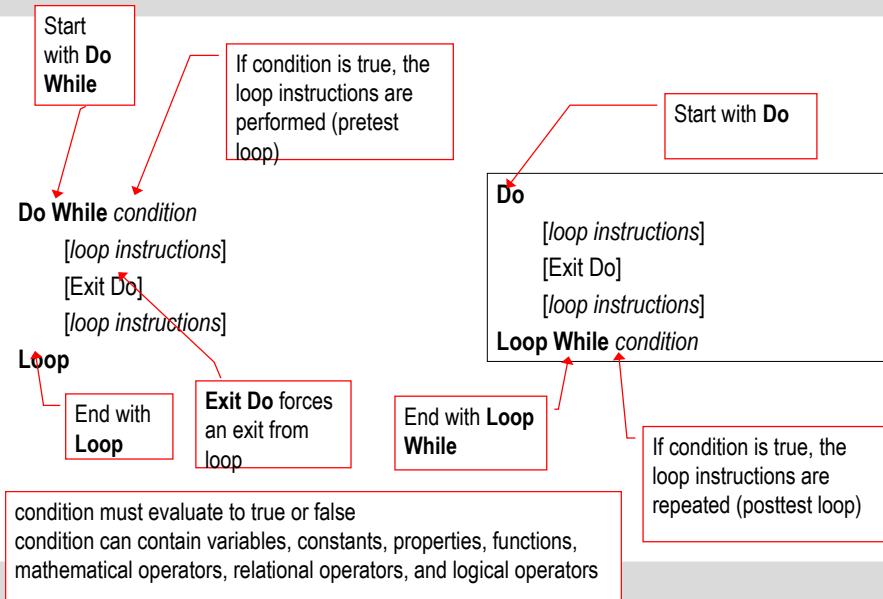 Start
with Do
While
If condition is true, the
loop instructions are
performed (pretest
loop)
Start with Do
Do While condition
[loop instructions]
[Exit Do]
[loop instructions]
Loop
Do
[loop instructions]
[Exit Do]
[loop instructions]
Loop While condition
End with
Loop
Exit Do forces
an exit from
loop
End with Loop
While
If condition is true, the
loop instructions are
repeated (posttest loop)
condition must evaluate to true or false
condition can contain variables, constants, properties, functions,
mathematical operators, relational operators, and logical operators